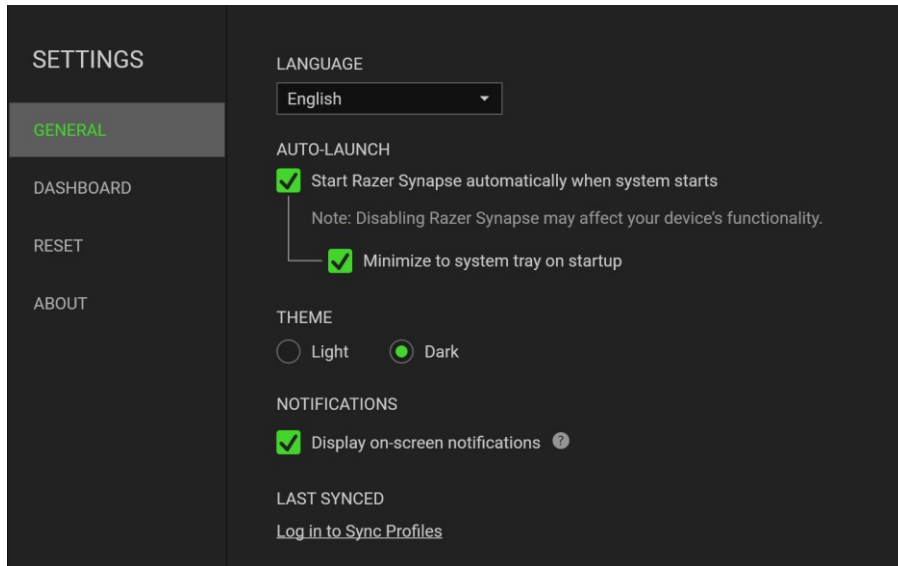 SETTINGS
GENERAL
DASHBOARD
RESET
ABOUT
LANGUAGE
English
AUTO-LAUNCH
Start Razer Synapse automatically when system starts
Note: Disabling Razer Synapse may affect your device’s functionality.
Minimize to system tray on startup
THEME
Light Dark
NOTIFICATIONS
Display on-screen notifications ?
LAST SYNCED
Log in to Sync Profiles